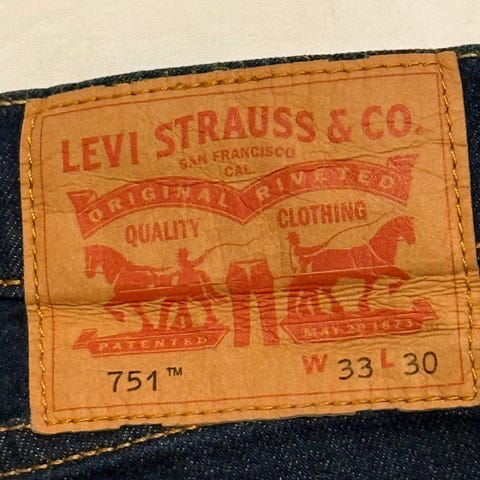 LEVI STRAUSS & CO.
SAN FRANCISCO
CAL.
ORIGINAL RIVETED
QUALITY CLOTHING
PATENTED MAY 20 1873
751™ W 33 L 30